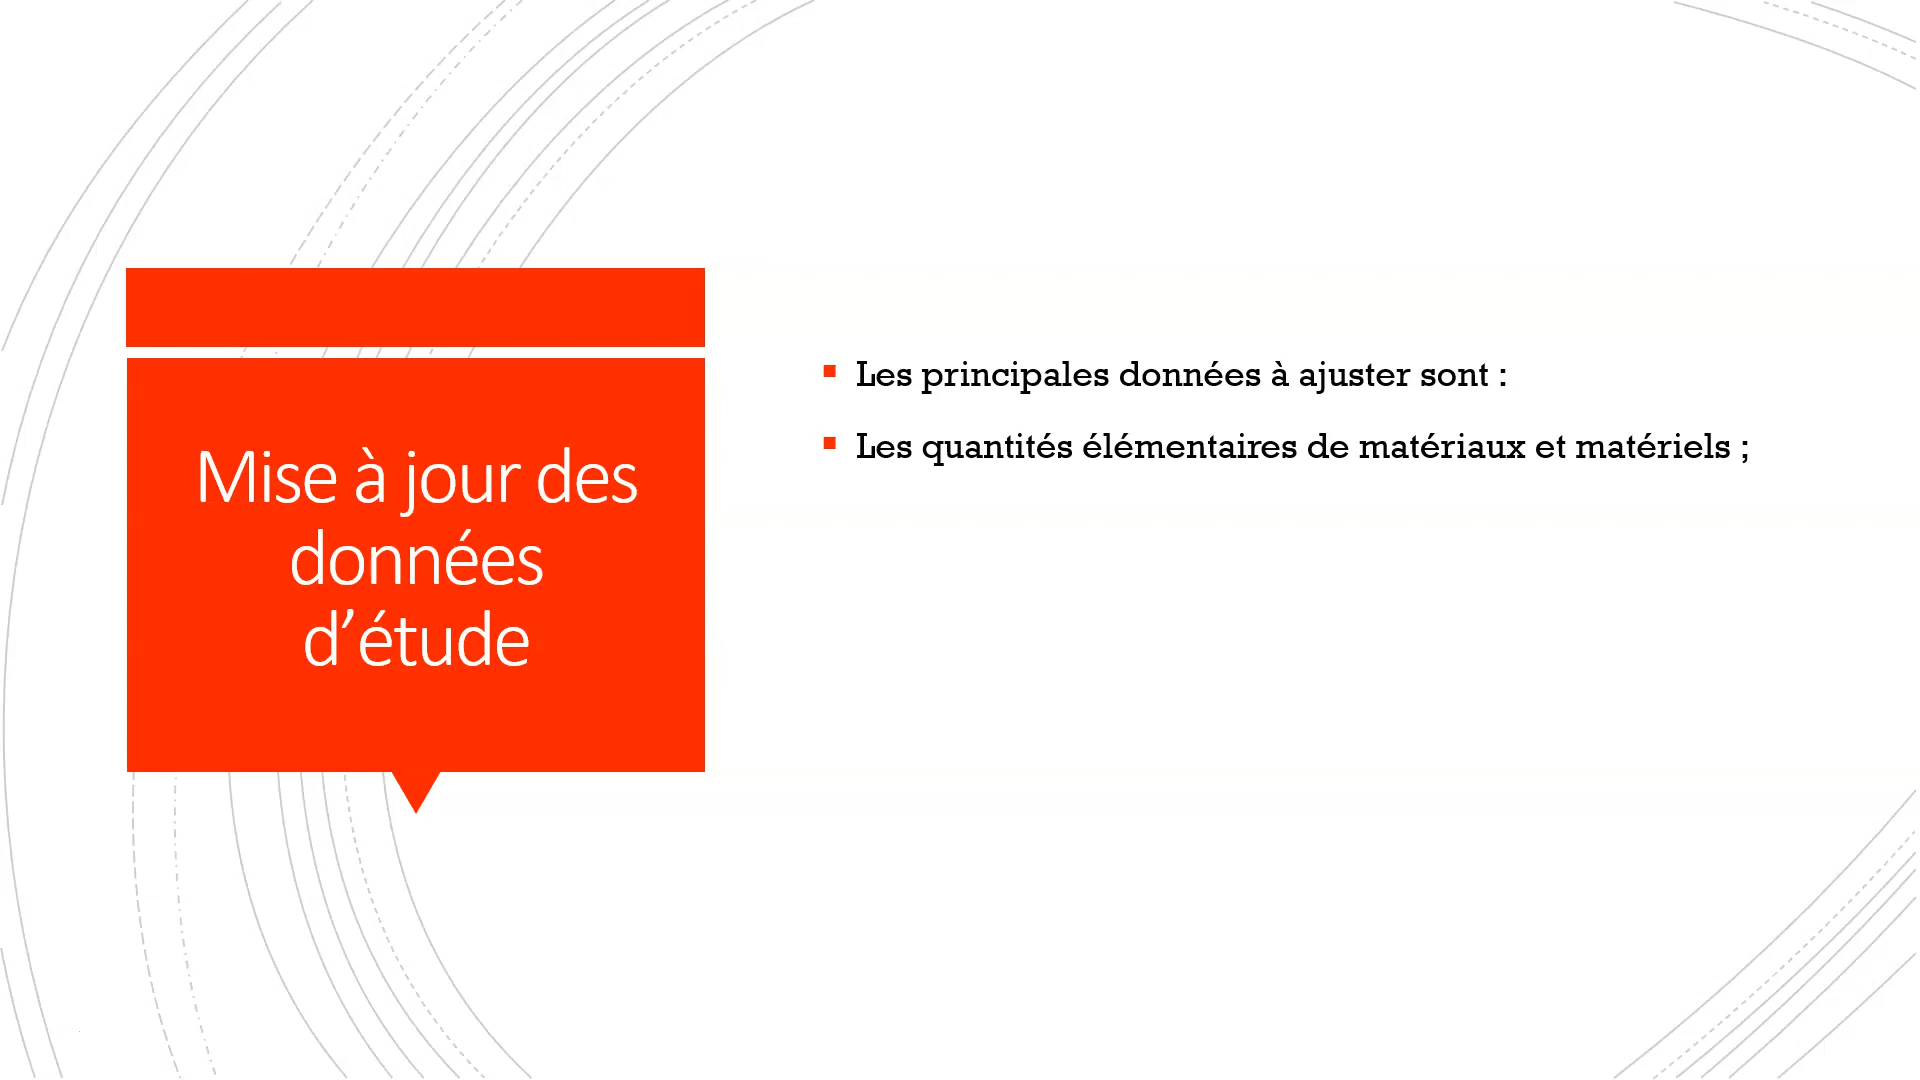 Mise à jour des
données
d’étude
Les principales données à ajuster sont :
Les quantités élémentaires de matériaux et matériels ;